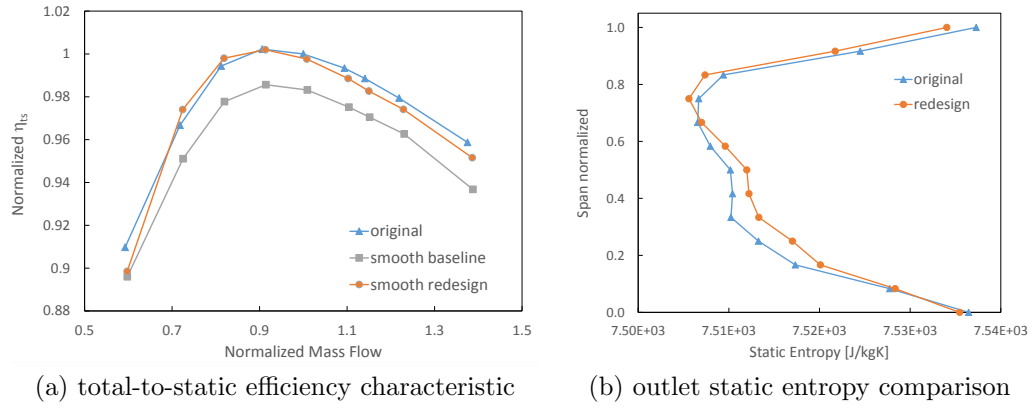 Normalized ηts
1.02
1
0.98
0.96
0.94
0.92
0.9
0.88
0.5
0.7
0.9
1.1
1.3
1.5
Normalized Mass Flow
original
smooth baseline
smooth redesign
(a) total-to-static efficiency characteristic
Span normalized
1.0
0.8
0.6
0.4
0.2
0.0
7.50E+03
7.51E+03
7.52E+03
7.53E+03
7.54E+03
Static Entropy [J/kgK]
original
redesign
(b) outlet static entropy comparison